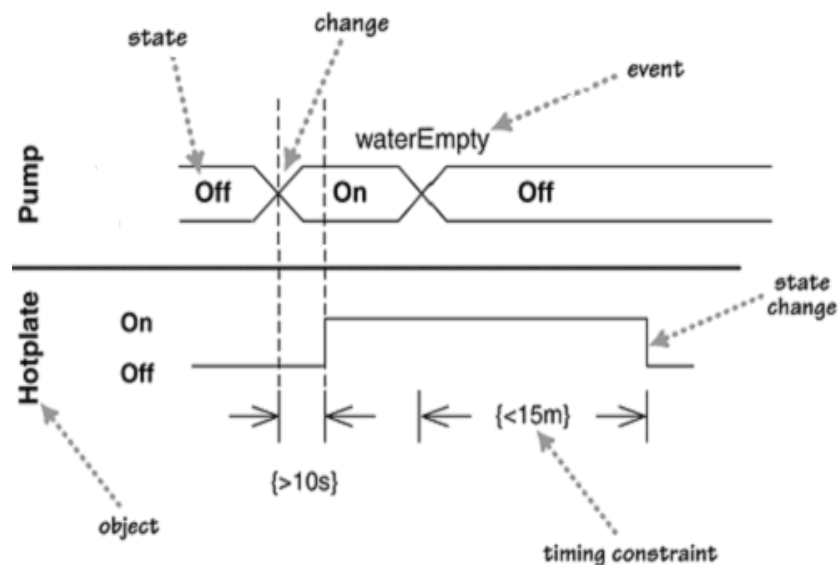 state
change
event
waterEmpty
Pump
Off
On
Off
Hotplate
On
Off
state
change
{<15m}
{>10s}
object
timing constraint